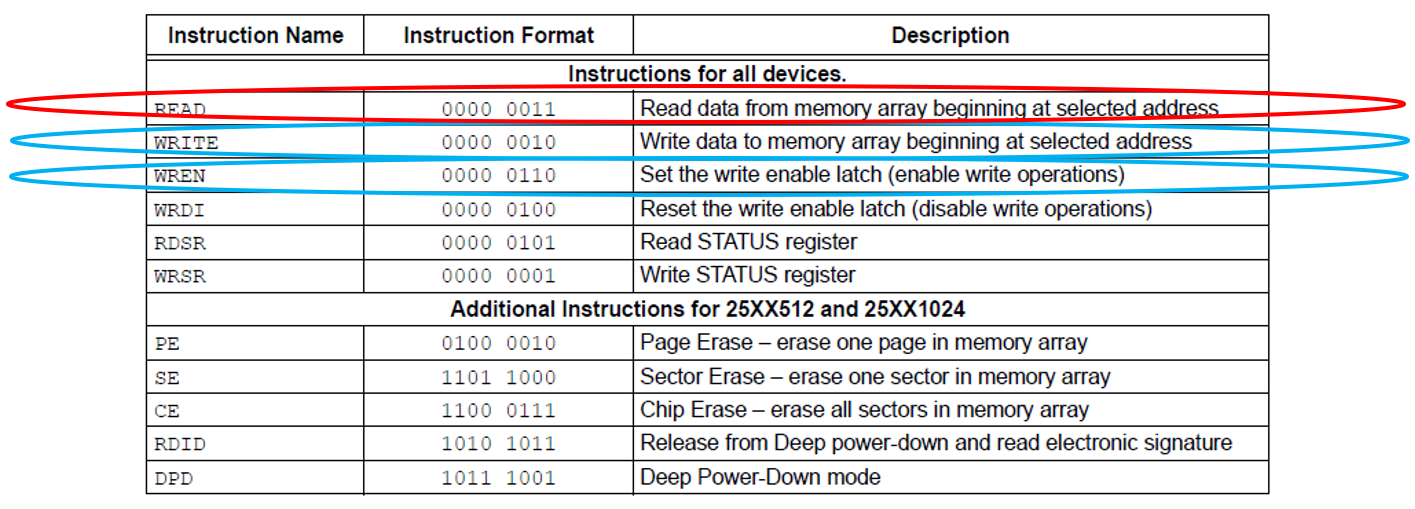 Instruction Name Instruction Format Description
Instructions for all devices.
READ 0000 0011 Read data from memory array beginning at selected address
WRITE 0000 0010 Write data to memory array beginning at selected address
WREN 0000 0110 Set the write enable latch (enable write operations)
WRDI 0000 0100 Reset the write enable latch (disable write operations)
RDSR 0000 0101 Read STATUS register
WRSR 0000 0001 Write STATUS register
Additional Instructions for 25XX512 and 25XX1024
PE 0100 0010 Page Erase – erase one page in memory array
SE 1101 1000 Sector Erase – erase one sector in memory array
CE 1100 0111 Chip Erase – erase all sectors in memory array
RDID 1010 1011 Release from Deep power-down and read electronic signature
DPD 1011 1001 Deep Power-Down mode